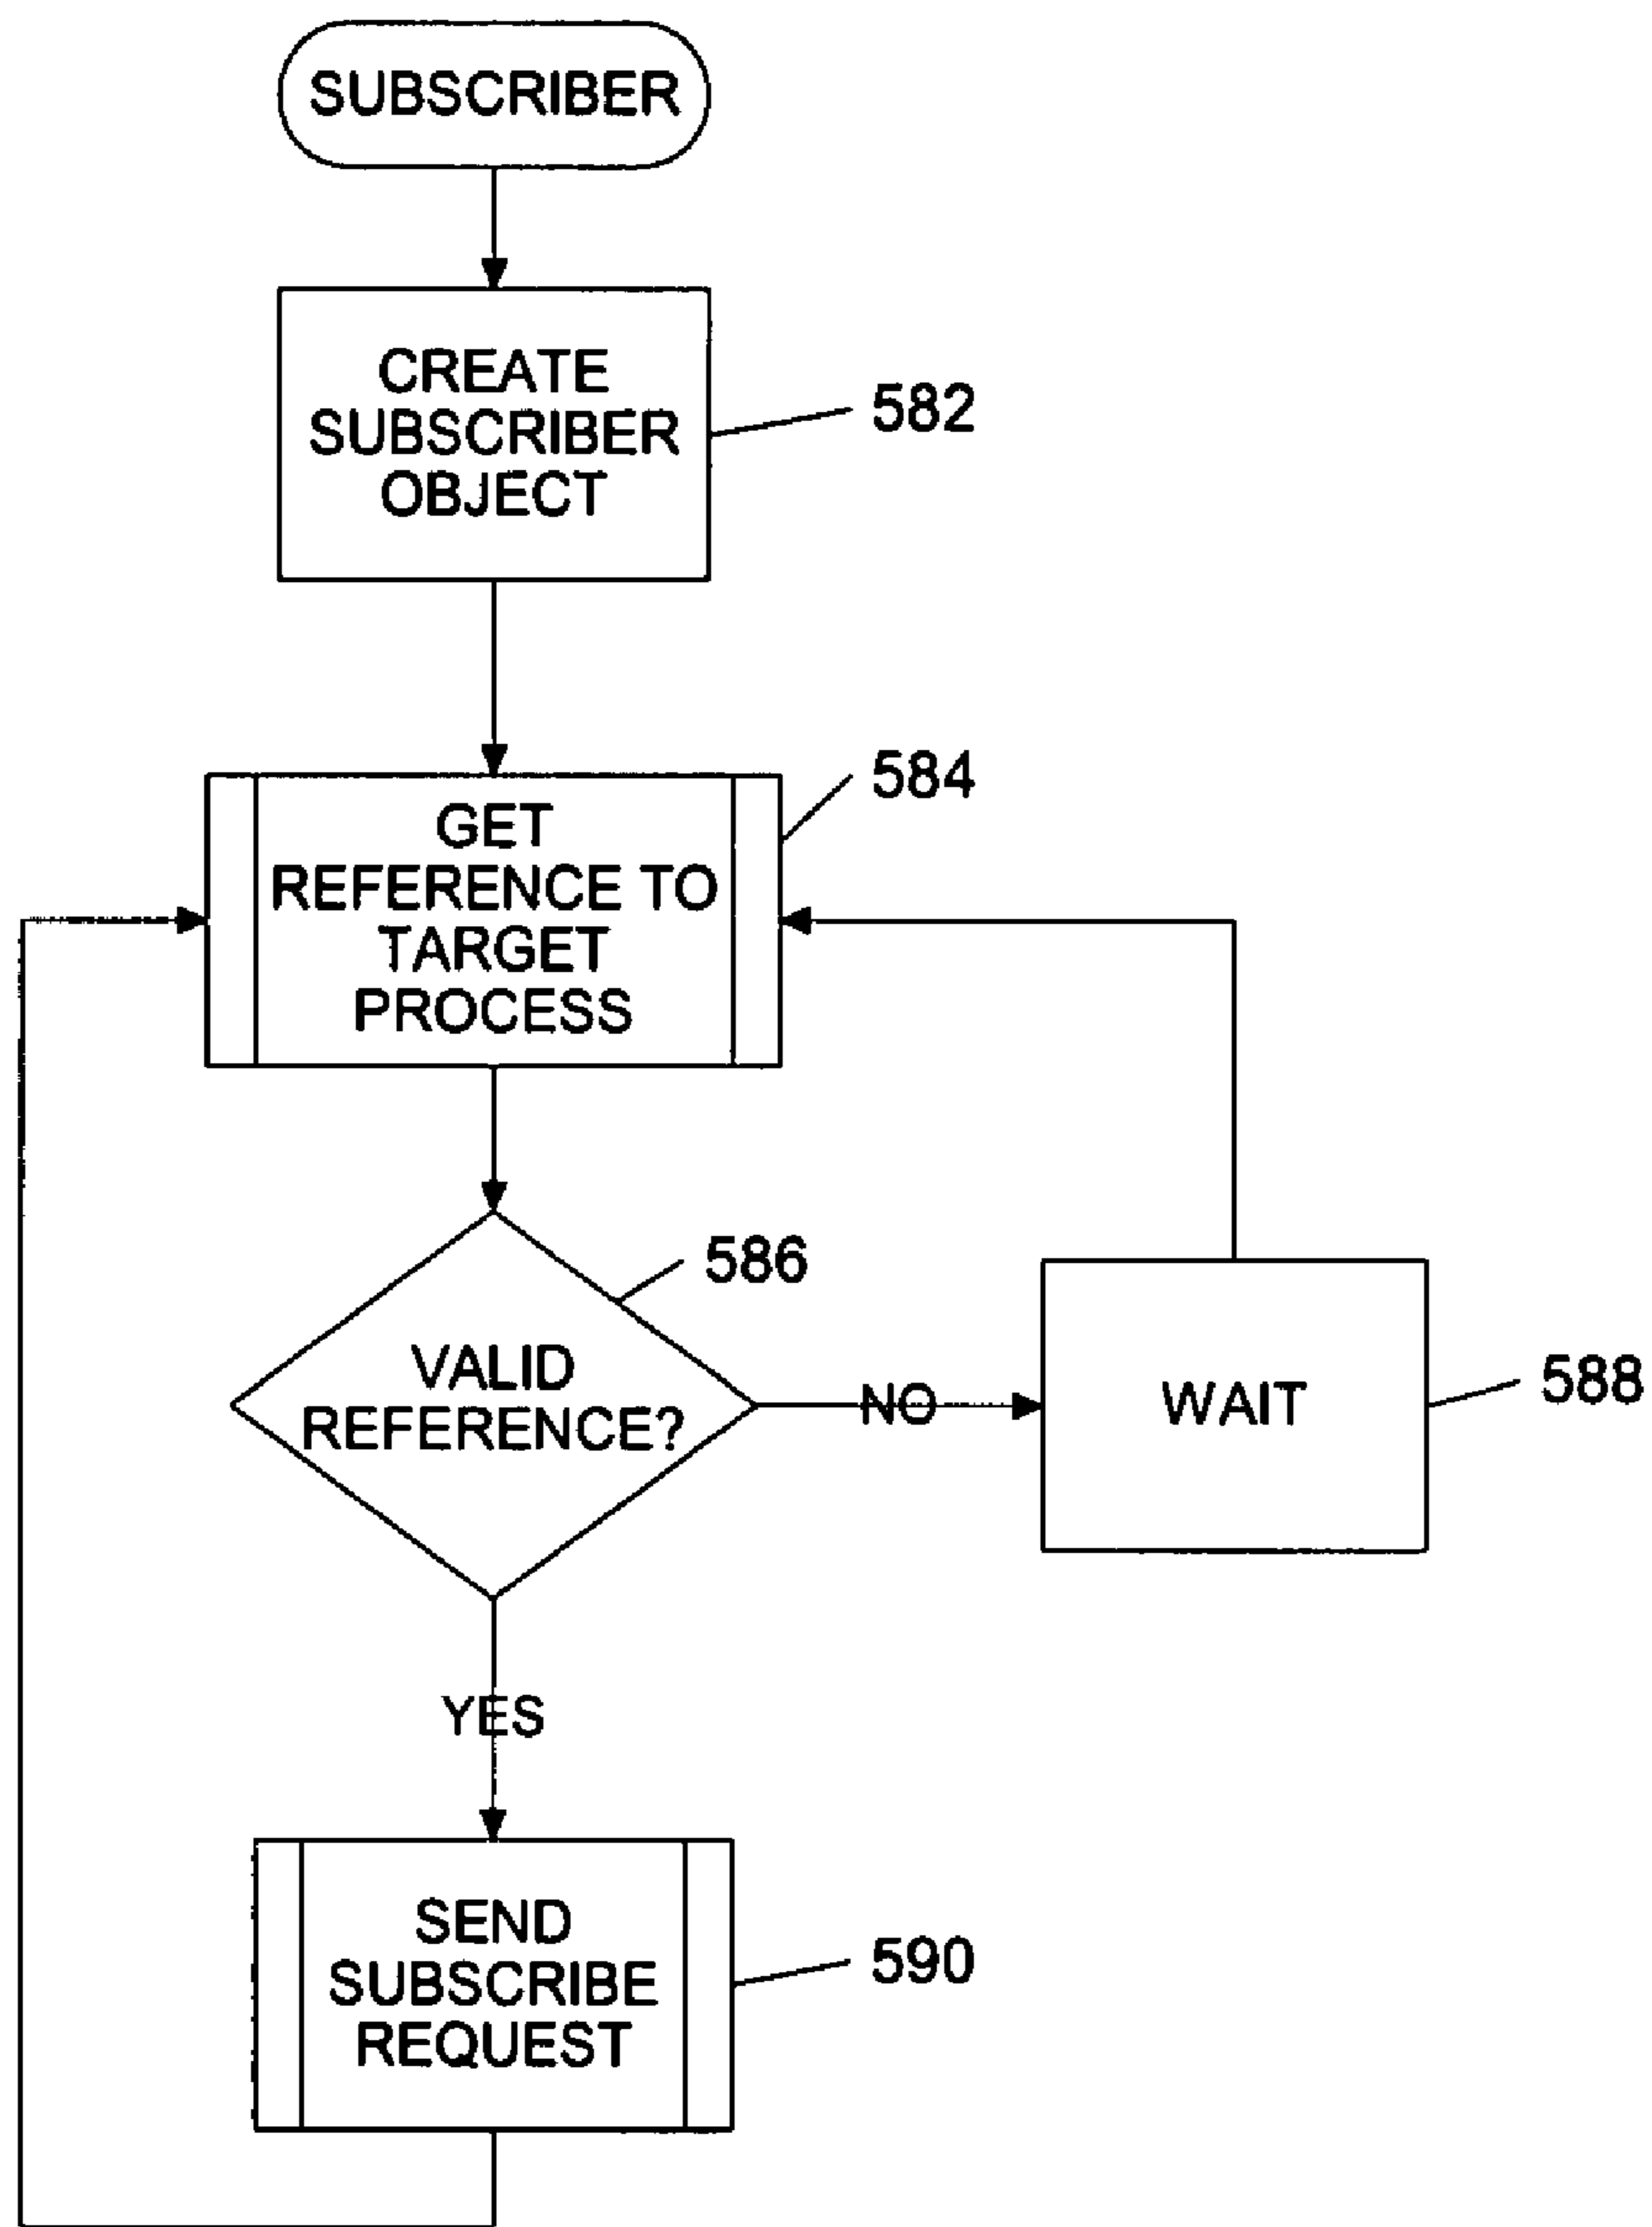 SUBSCRIBER
CREATE
SUBSCRIBER
OBJECT
582
584
GET
REFERENCE TO
TARGET
PROCESS
586
VALID
REFERENCE?
NO
WAIT
588
YES
SEND
SUBSCRIBE
REQUEST
590